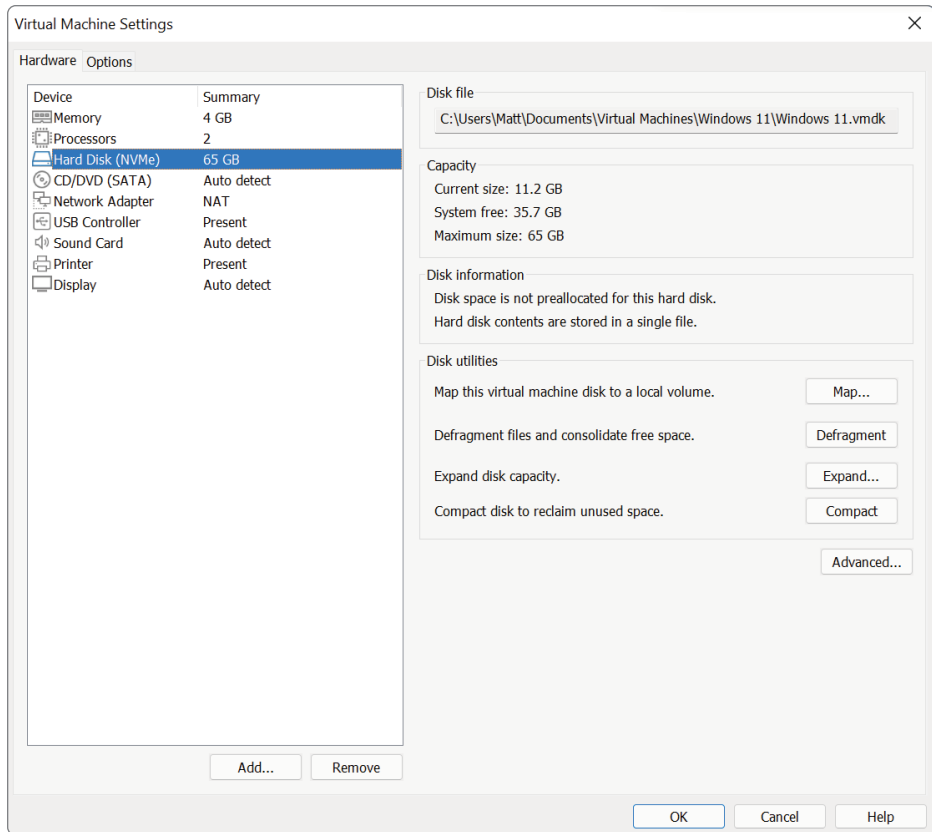 Virtual Machine Settings
Hardware Options
Device Summary
Memory 4 GB
Processors 2
Hard Disk (NVMe) 65 GB
CD/DVD (SATA) Auto detect
Network Adapter NAT
USB Controller Present
Sound Card Auto detect
Printer Present
Display Auto detect
Add... Remove
Disk file
C:\Users\Matt\Documents\Virtual Machines\Windows 11\Windows 11.vmdk
Capacity
Current size: 11.2 GB
System free: 35.7 GB
Maximum size: 65 GB
Disk information
Disk space is not preallocated for this hard disk.
Hard disk contents are stored in a single file.
Disk utilities
Map this virtual machine disk to a local volume. Map...
Defragment files and consolidate free space. Defragment
Expand disk capacity. Expand...
Compact disk to reclaim unused space. Compact
Advanced...
OK Cancel Help